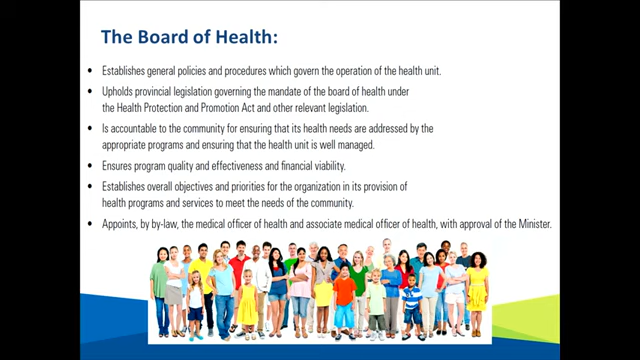 The Board of Health:
• Establishes general policies and procedures which govern the operation of the health unit.
• Upholds provincial legislation governing the mandate of the board of health under
the Health Protection and Promotion Act and other relevant legislation.
• Is accountable to the community for ensuring that its health needs are addressed by the
appropriate programs and ensuring that the health unit is well managed.
• Ensures program quality and effectiveness and financial viability.
• Establishes overall objectives and priorities for the organization in its provision of
health programs and services to meet the needs of the community.
• Appoints, by by-law, the medical officer of health and associate medical officer of health, with approval of the Minister.